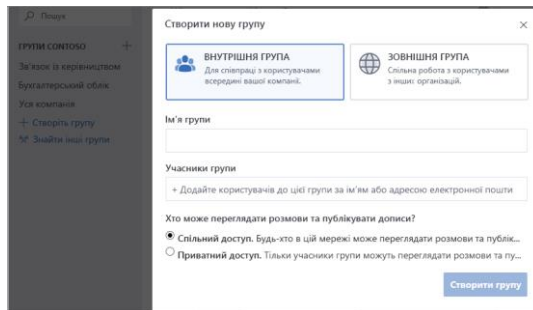 Пошук
ГРУПИ CONTOSO +
Зв'язок із керівництвом
Бухгалтерський облік
Уся компанія
+ Створіть групу
Знайти інші групи
Створити нову групу ×
ВНУТРІШНЯ ГРУПА
Для співпраці з користувачами
всередині вашої компанії.
ЗОВНІШНЯ ГРУПА
Спільна робота з користувачами
з інших організацій.
Ім'я групи
Учасники групи
+ Додайте користувачів до цієї групи за ім'ям або адресою електронної пошти
Хто може переглядати розмови та публікувати дописи?
Спільний доступ. Будь-хто в цій мережі може переглядати розмови та публік...
Приватний доступ. Тільки учасники групи можуть переглядати розмови та пу...
Створити групу